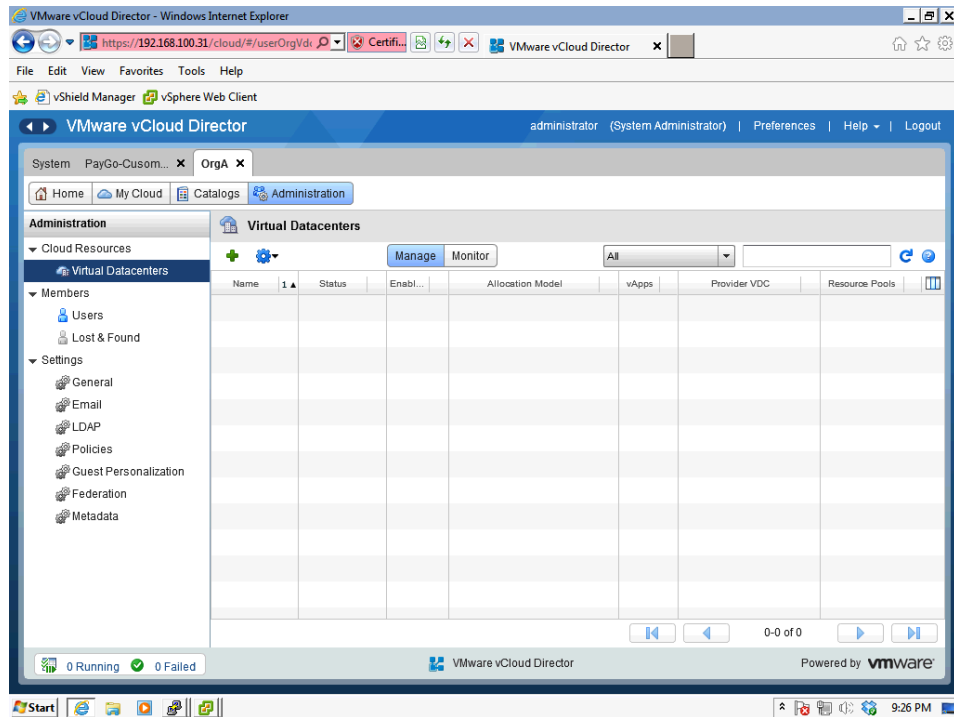 VMware vCloud Director - Windows Internet Explorer
https://192.168.100.31/cloud/#/userOrgVd Certifi... VMware vCloud Director
File Edit View Favorites Tools Help
vShield Manager vSphere Web Client
VMware vCloud Director administrator (System Administrator) | Preferences | Help | Logout
System PayGo-Cusom... OrgA
Home My Cloud Catalogs Administration
Administration Virtual Datacenters
Cloud Resources
Manage Monitor All
Virtual Datacenters
Name 1 Status Enabl... Allocation Model vApps Provider VDC Resource Pools
Members
Users
Lost & Found
Settings
General
Email
LDAP
Policies
Guest Personalization
Federation
Metadata
0-0 of 0
0 Running 0 Failed VMware vCloud Director Powered by vmware
Start 9:26 PM